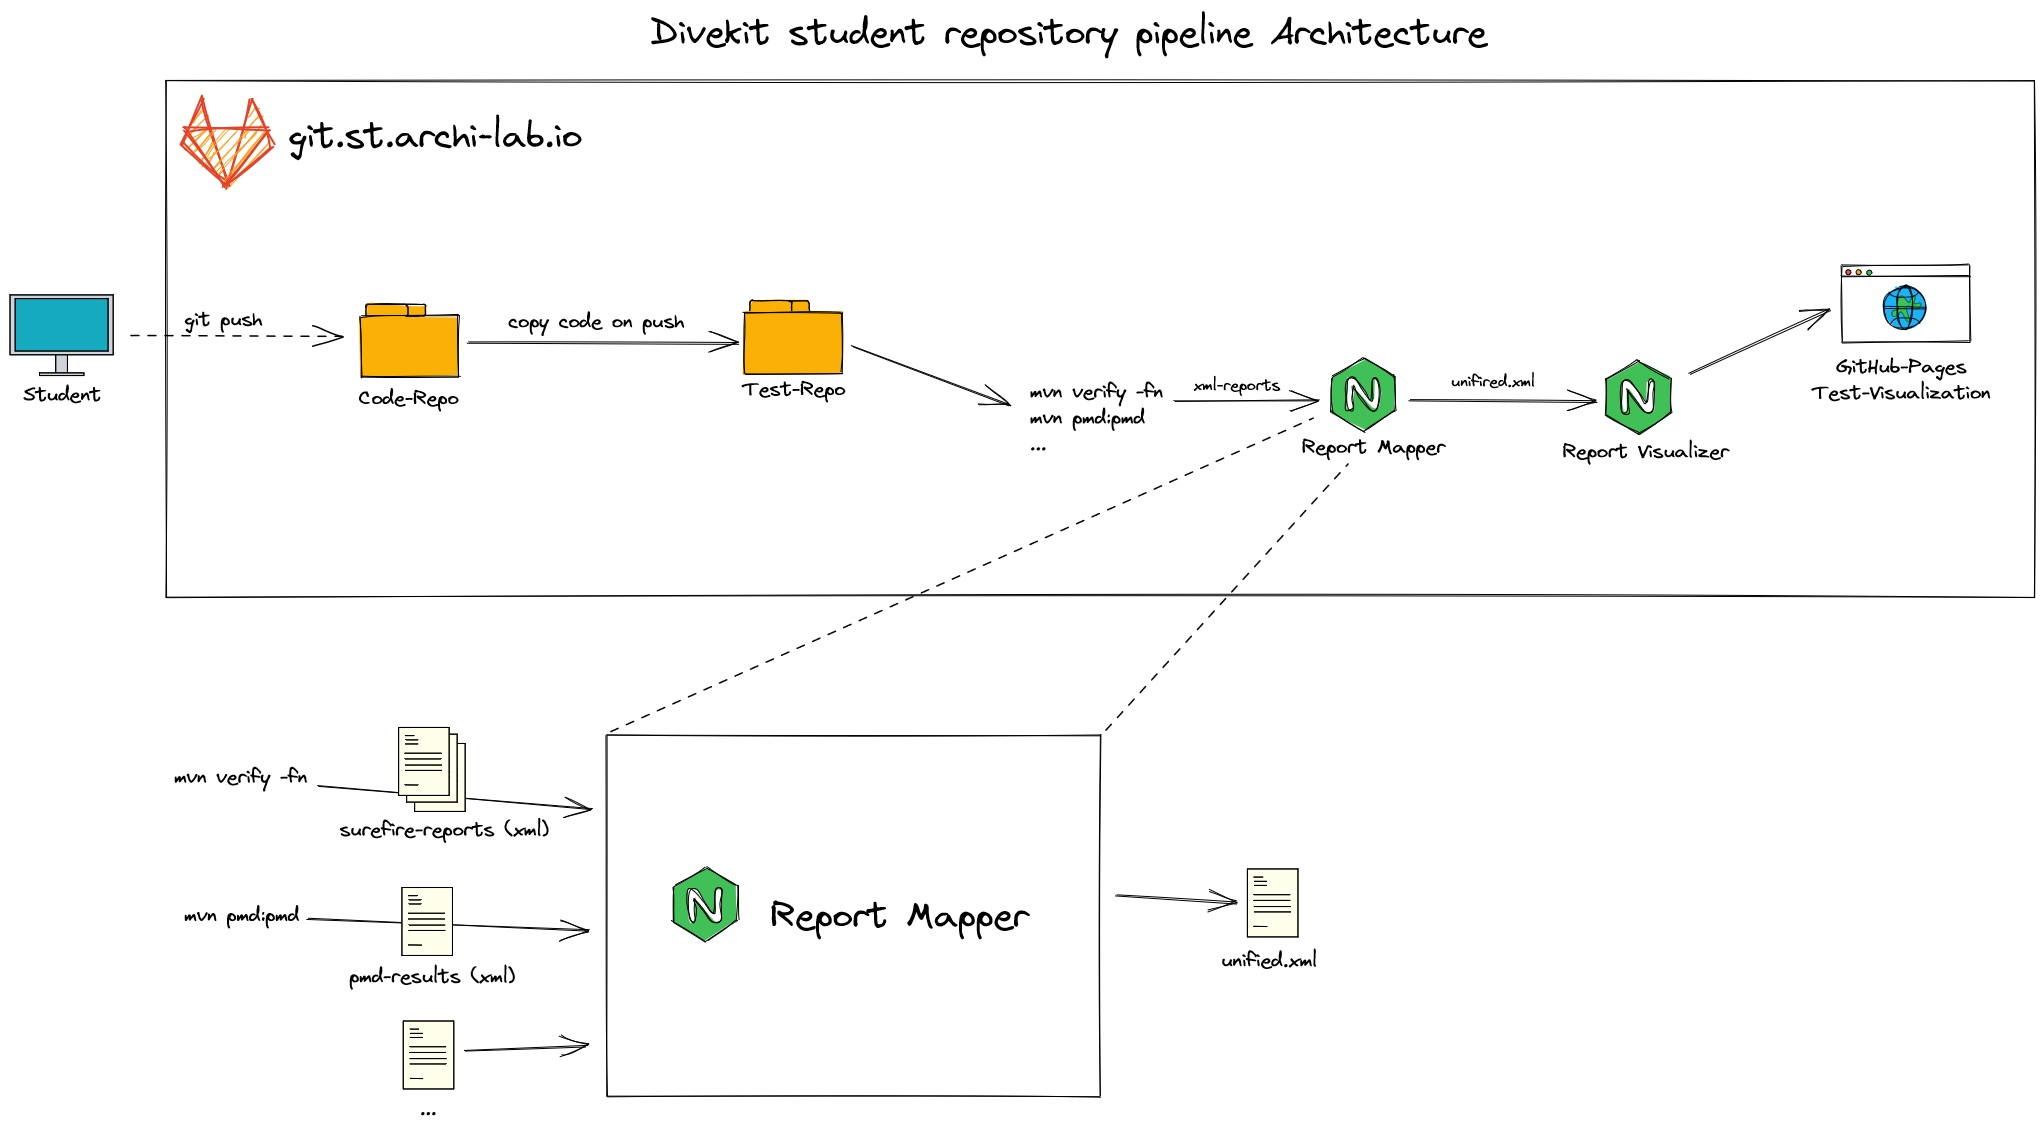 Divekit student repository pipeline Architecture
git.st.archi-lab.io
Student
git push
Code-Repo
copy code on push
Test-Repo
mvn verify -fn
mvn pmd:pmd
...
xml-reports
Report Mapper
unifired.xml
Report Visualizer
GitHub-Pages
Test-Visualization
mvn verify -fn
surefire-reports (xml)
mvn pmd:pmd
pmd-results (xml)
...
Report Mapper
unified.xml